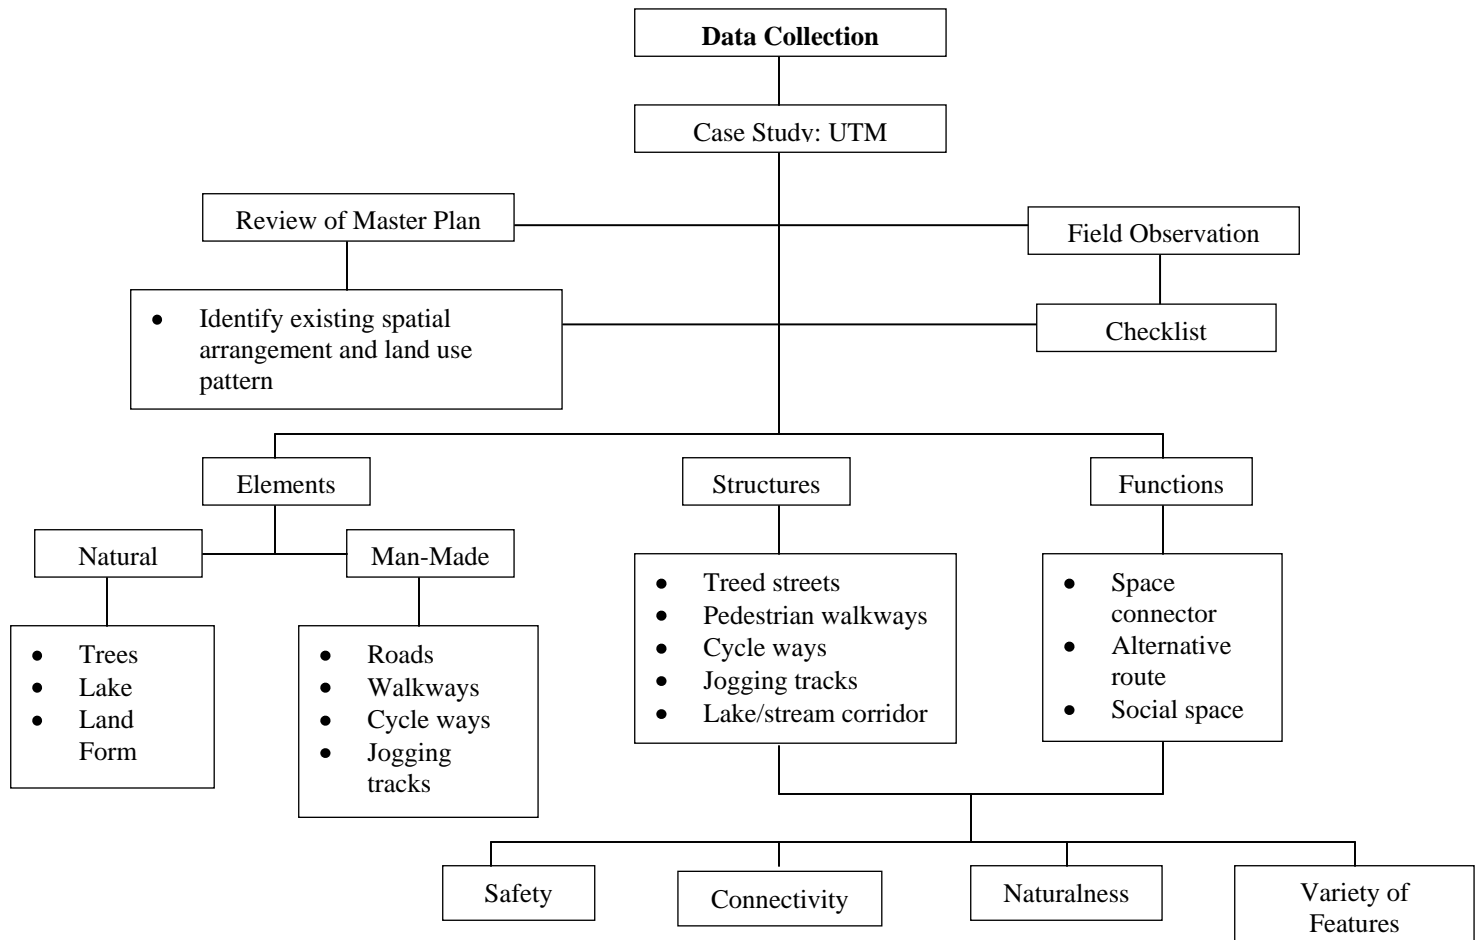 Data Collection
Case Study: UTM
Review of Master Plan
Field Observation
• Identify existing spatial
arrangement and land use
pattern
Checklist
Elements
Structures
Functions
Natural
Man-Made
• Trees
• Lake
• Land
Form
• Roads
• Walkways
• Cycle ways
• Jogging
tracks
• Treed streets
• Pedestrian walkways
• Cycle ways
• Jogging tracks
• Lake/stream corridor
• Space
connector
• Alternative
route
• Social space
Safety
Connectivity
Naturalness
Variety of
Features